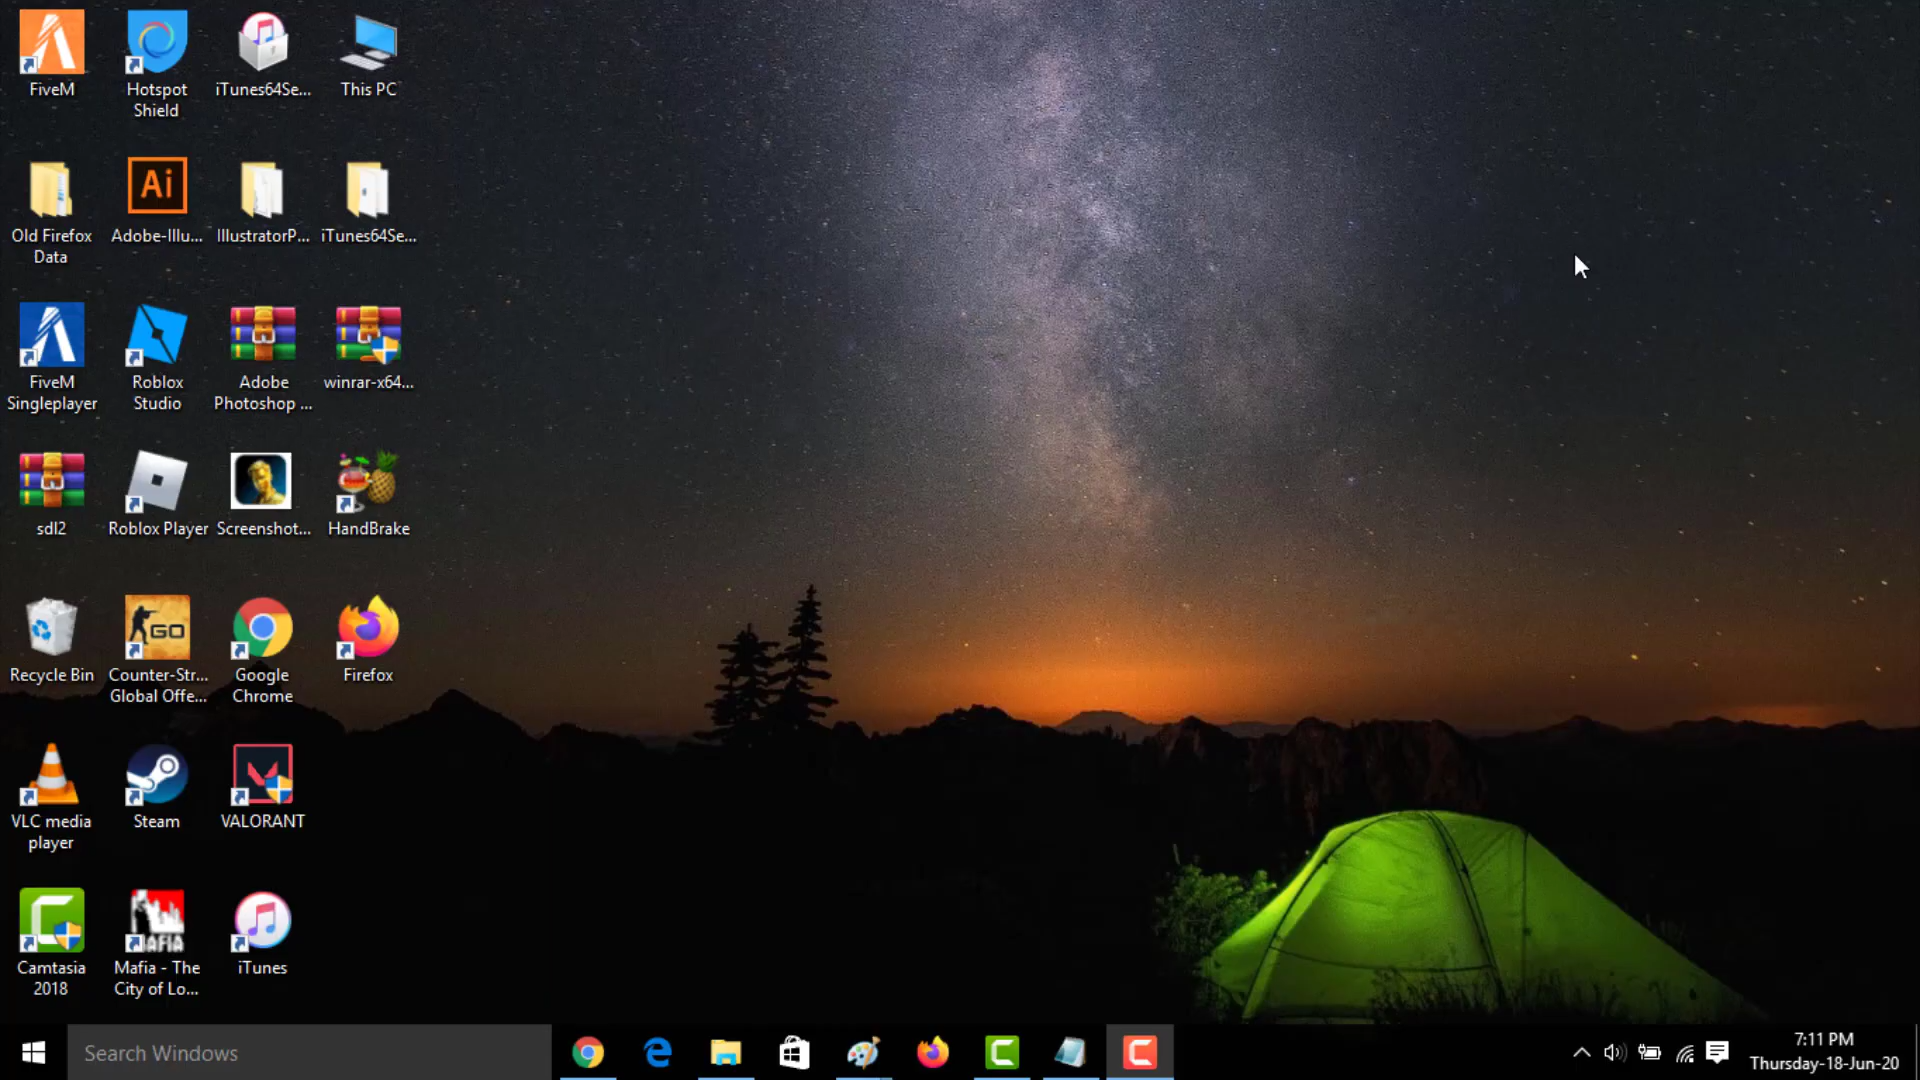 FiveM
Hotspot
Shield
iTunes64Se...
This PC
Ai
Old Firefox
Data
Adobe-Illu...
IllustratorP...
iTunes64Se...
FiveM
Singleplayer
Roblox
Studio
Adobe
Photoshop ...
winrar-x64...
sdl2
Roblox Player
Screenshot...
HandBrake
GO
Recycle Bin
Counter-Str...
Global Offe...
Google
Chrome
Firefox
VLC media
player
Steam
VALORANT
MAFIA
Camtasia
2018
Mafia - The
City of Lo...
iTunes
Search Windows
7:11 PM
Thursday-18-Jun-20